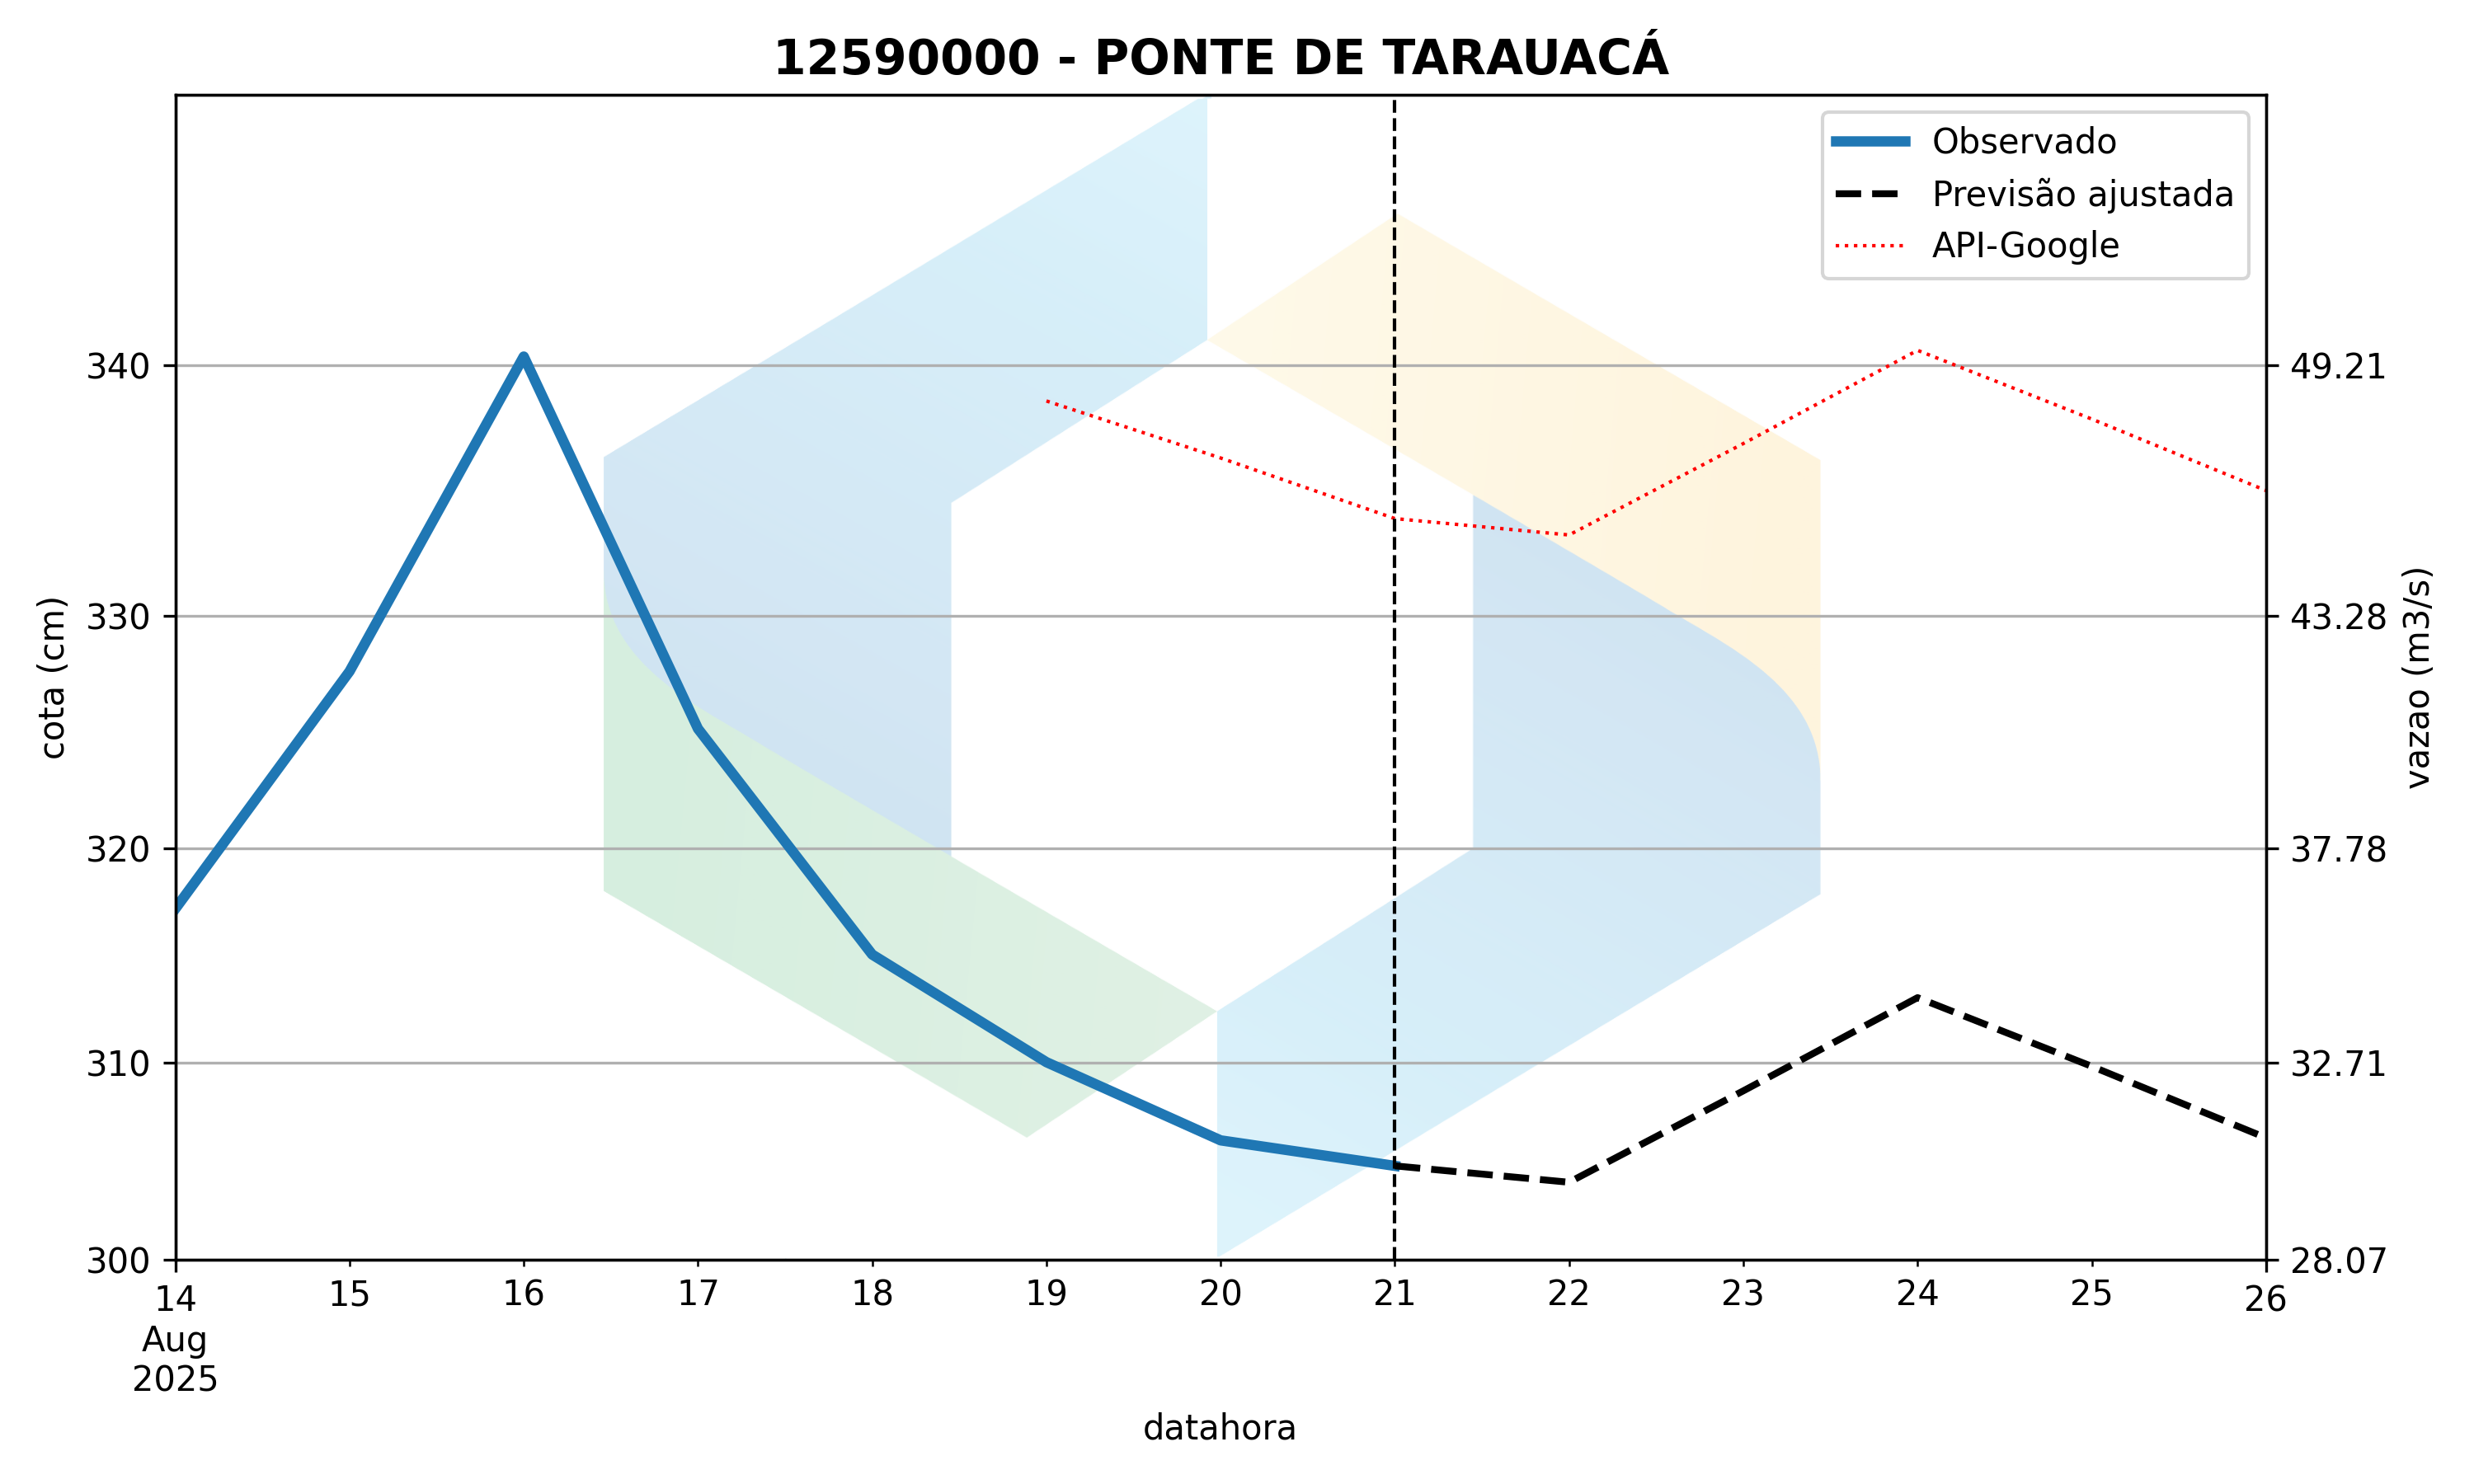 12590000 - PONTE DE TARAUACÁ
Observado
Previsão ajustada
API-Google
340
330
320
310
300
cota (cm)
49.21
43.28
37.78
32.71
28.07
vazao (m3/s)
14 15 16 17 18 19 20 21 22 23 24 25 26
Aug
2025
datahora